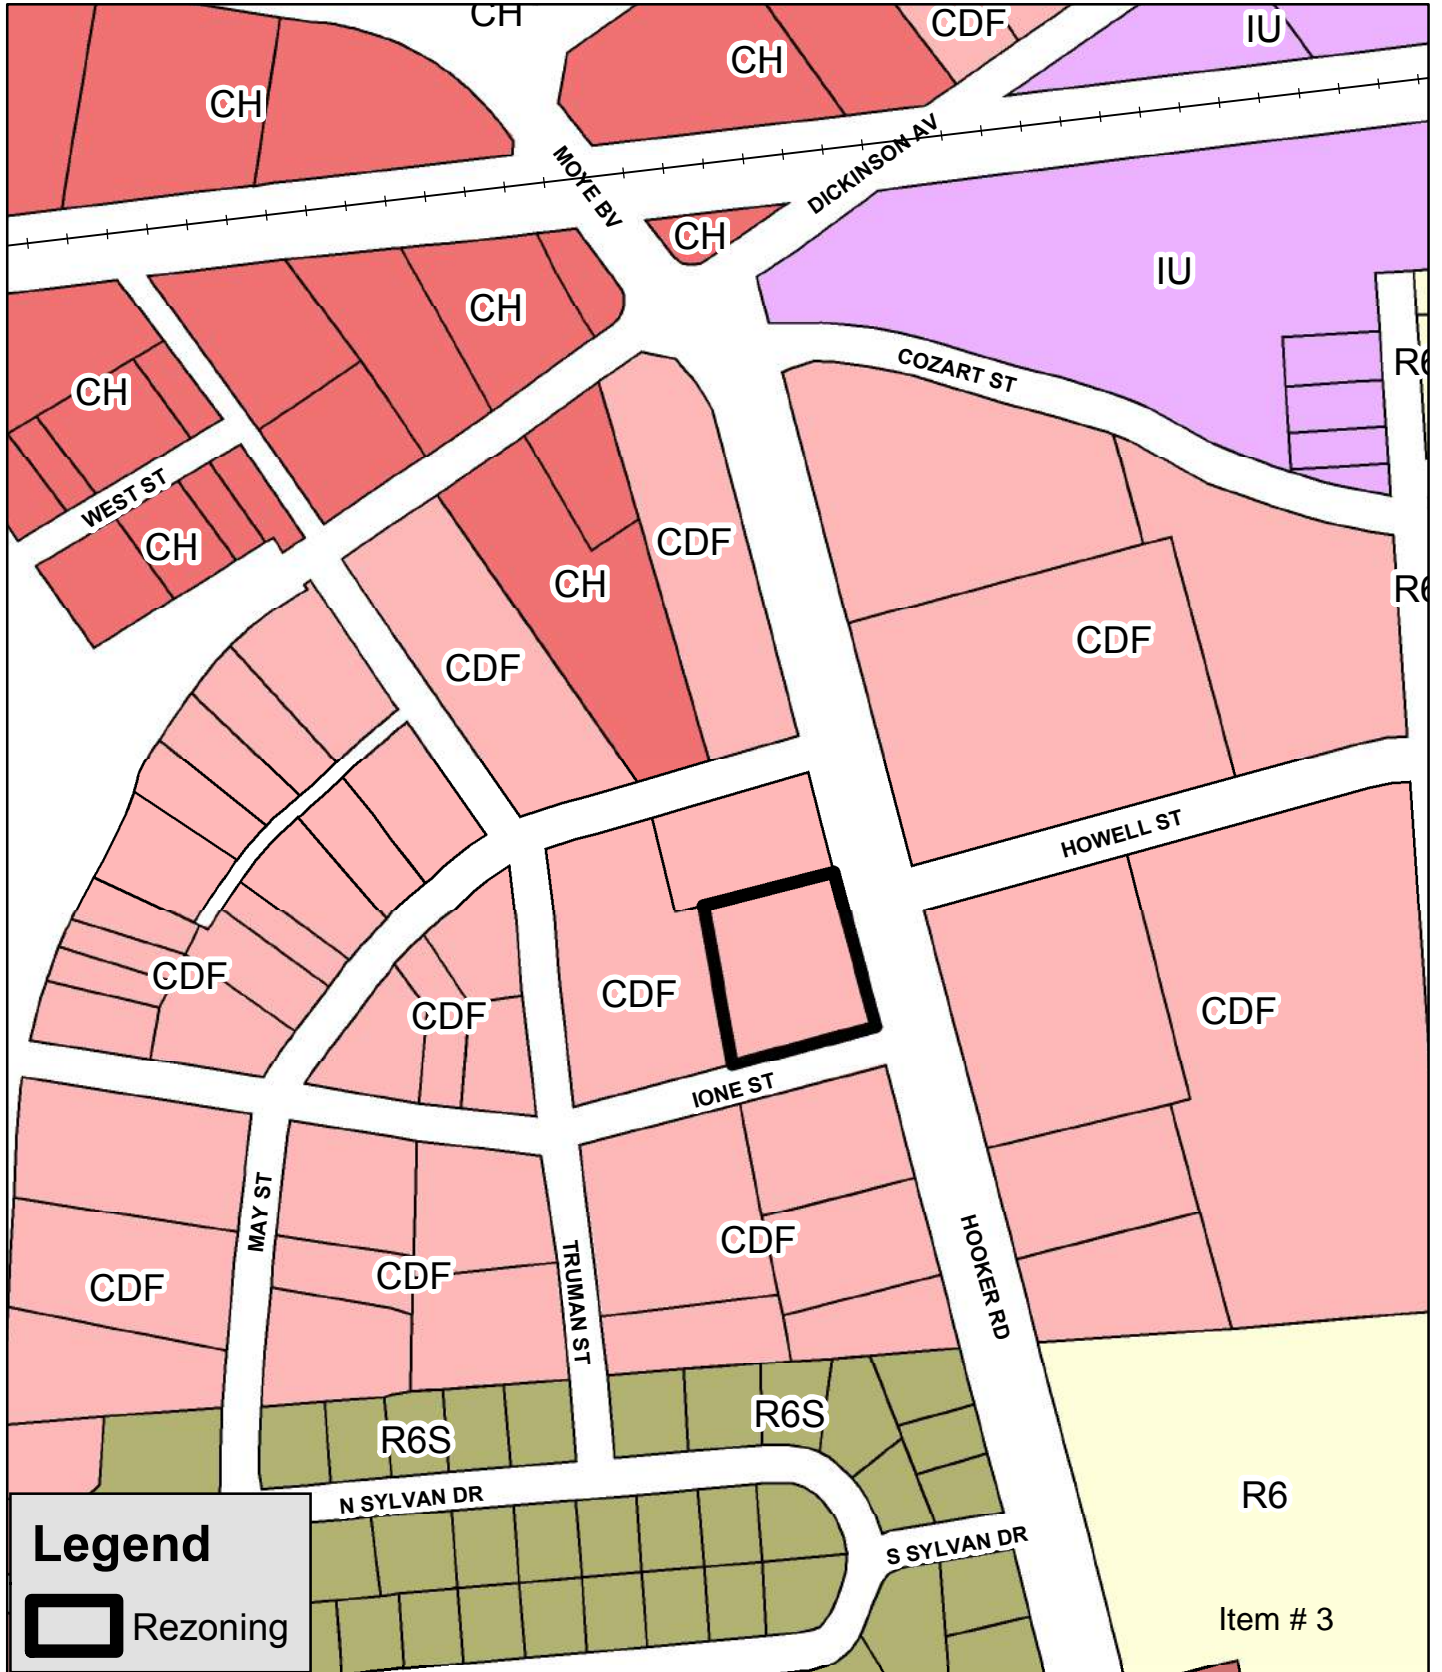 CH
CDF
IU
CH
CH
MOYE BV
DICKINSON AV
CH
IU
CH
COZART ST
R6
CH
WEST ST
CH
CDF
CH
R6
CDF
CDF
HOWELL ST
CDF
CDF
CDF
CDF
IONE ST
MAY ST
CDF
HOOKER RD
TRUMAN ST
CDF
CDF
R6S
R6S
N SYLVAN DR
R6
S SYLVAN DR
Legend
Rezoning
Item # 3